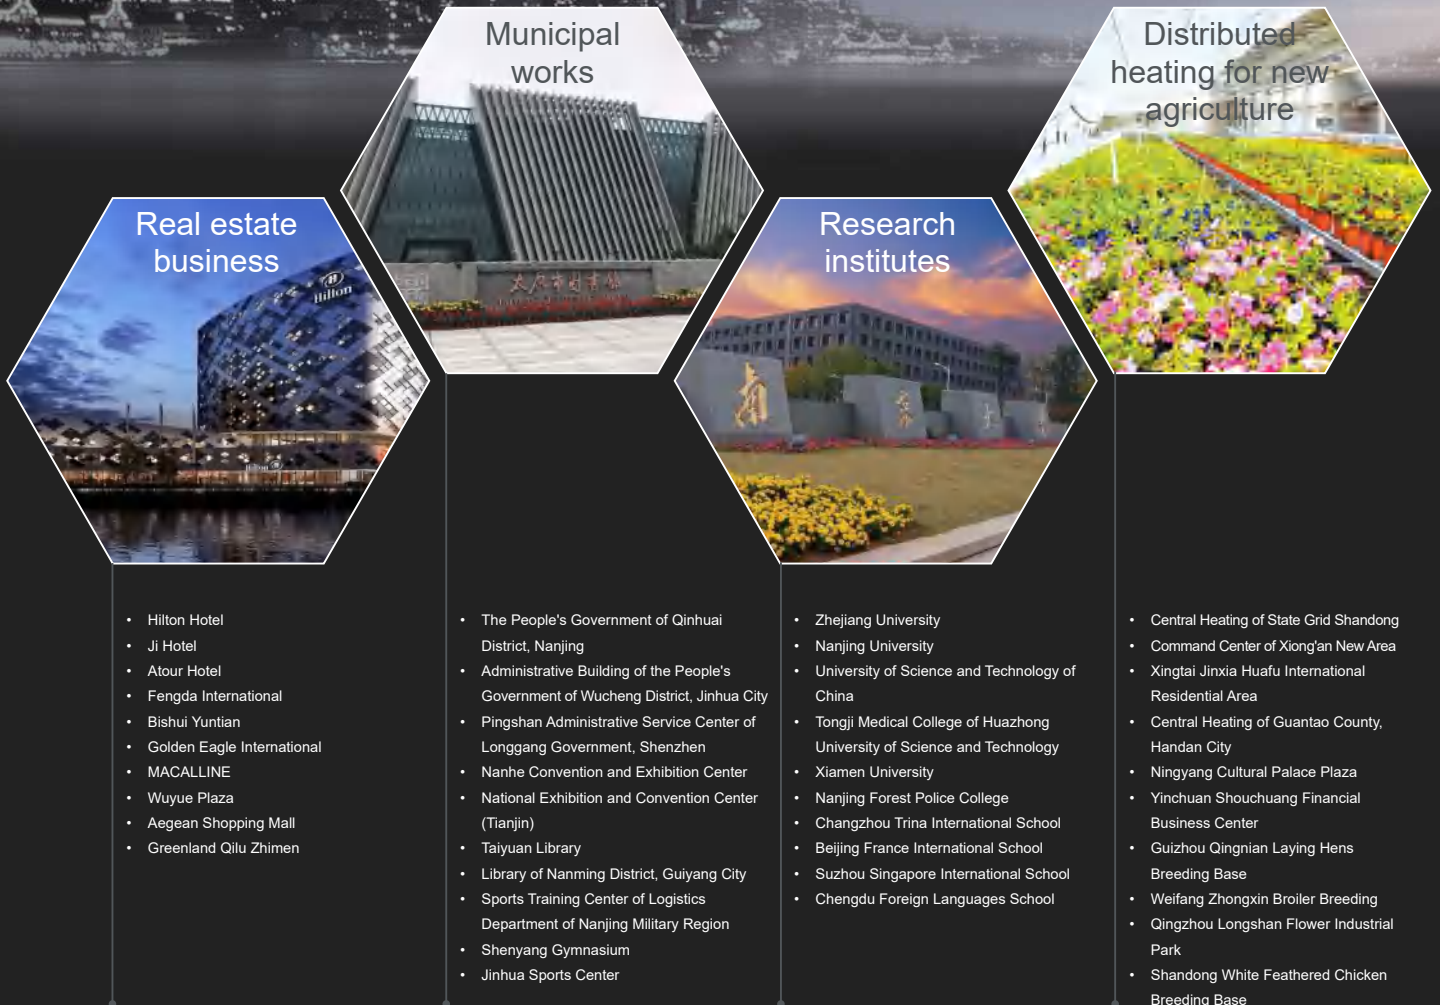 Municipal
works
Distributed
heating for new
agriculture
Real estate
business
Research
institutes
Hilton
太原市图书馆
Hilton
南
• Hilton Hotel
• Ji Hotel
• Atour Hotel
• Fengda International
• Bishui Yuntian
• Golden Eagle International
• MACALLINE
• Wuyue Plaza
• Aegean Shopping Mall
• Greenland Qilu Zhimen
• The People's Government of Qinhuai
District, Nanjing
• Administrative Building of the People's
Government of Wucheng District, Jinhua City
• Pingshan Administrative Service Center of
Longgang Government, Shenzhen
• Nanhe Convention and Exhibition Center
• National Exhibition and Convention Center
(Tianjin)
• Taiyuan Library
• Library of Nanming District, Guiyang City
• Sports Training Center of Logistics
Department of Nanjing Military Region
• Shenyang Gymnasium
• Jinhua Sports Center
• Zhejiang University
• Nanjing University
• University of Science and Technology of
China
• Tongji Medical College of Huazhong
University of Science and Technology
• Xiamen University
• Nanjing Forest Police College
• Changzhou Trina International School
• Beijing France International School
• Suzhou Singapore International School
• Chengdu Foreign Languages School
• Central Heating of State Grid Shandong
• Command Center of Xiong'an New Area
• Xingtai Jinxia Huafu International
Residential Area
• Central Heating of Guantao County,
Handan City
• Ningyang Cultural Palace Plaza
• Yinchuan Shouchuang Financial
Business Center
• Guizhou Qingnian Laying Hens
Breeding Base
• Weifang Zhongxin Broiler Breeding
• Qingzhou Longshan Flower Industrial
Park
• Shandong White Feathered Chicken
Breeding Base